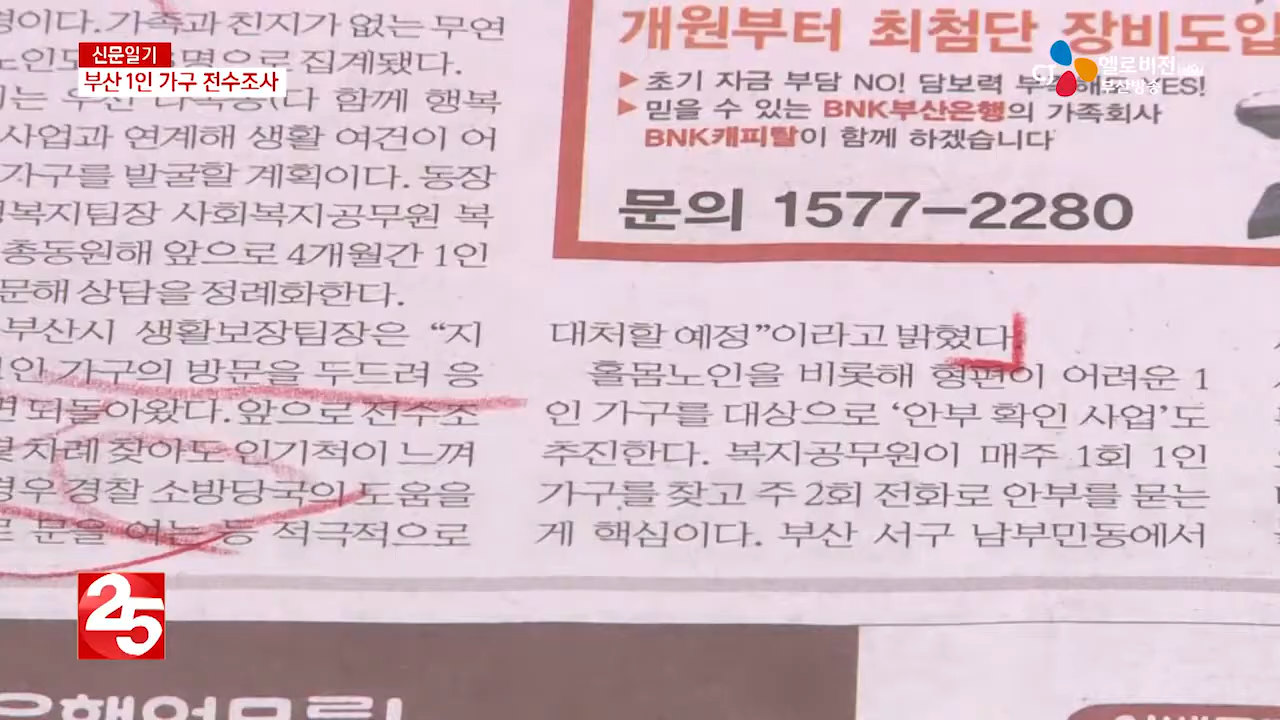 신문일기
부산 1인 가구 전수조사
헬로비전
부산방송
25
가족과 친지가 없는 무연
명으로 집계됐다.
함께 행복
사업과 연계해 생활 여건이 어
가구를 발굴할 계획이다. 동장
복지팀장 사회복지공무원 복
총동원해 앞으로 4개월간 1인
문해 상담을 정례화한다.
부산시 생활보장팀장은 “지
인 가구의 방문을 두드려 응
되돌아왔다. 앞으로 전수조
차례 찾아도 인기척이 느껴
경우 경찰 소방당국의 도움을
문을 여는 등 적극적으로
개원부터 최첨단 장비도입
▶초기 자금 부담 NO! 담보력 YES!
▶믿을 수 있는 BNK부산은행의 가족회사
BNK캐피탈이 함께 하겠습니다
문의 1577-2280
대처할 예정”이라고 밝혔다.
홀몸노인을 비롯해 형편이 어려운 1
인 가구를 대상으로 ‘안부 확인 사업’도
추진한다. 복지공무원이 매주 1회 1인
가구를 찾고 주 2회 전화로 안부를 묻는
게 핵심이다. 부산 서구 남부민동에서